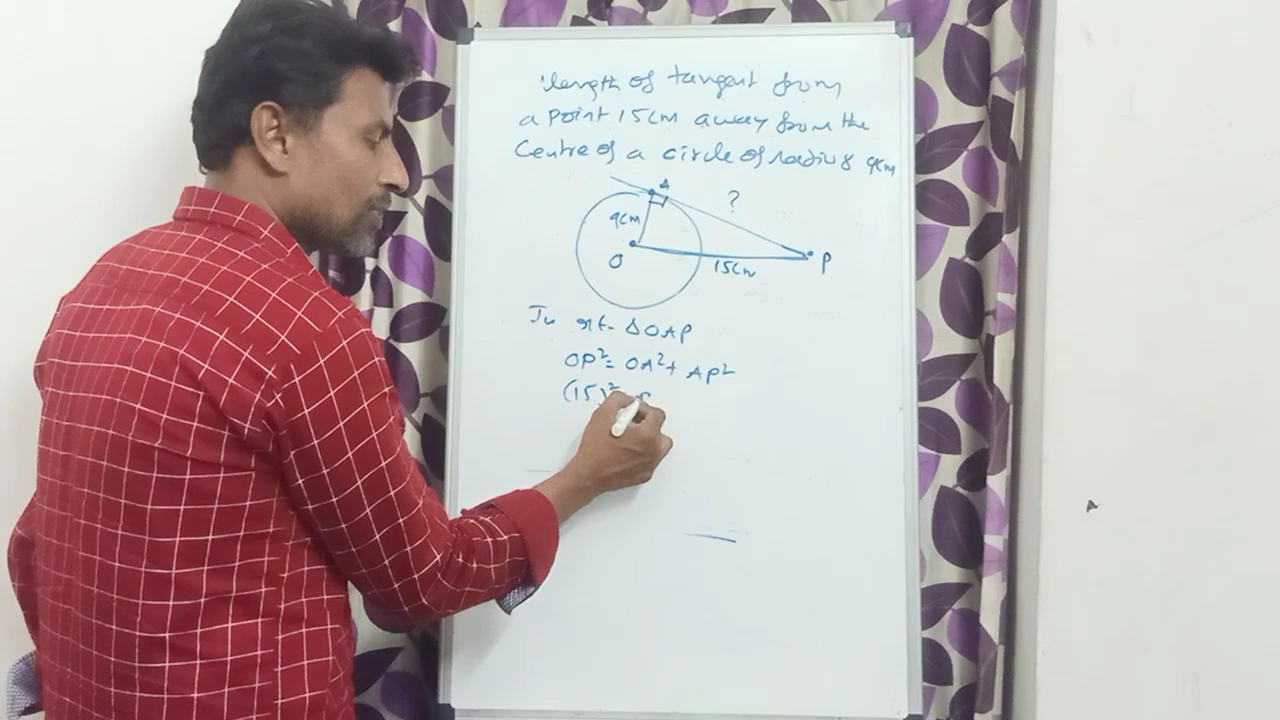 length of tangent from
a point 15cm away from the
Centre of a circle of radius 9cm
A
?
9cm
O
15cm
P
In rt- ΔOAP
OP²= OA²+ AP²
(15)²